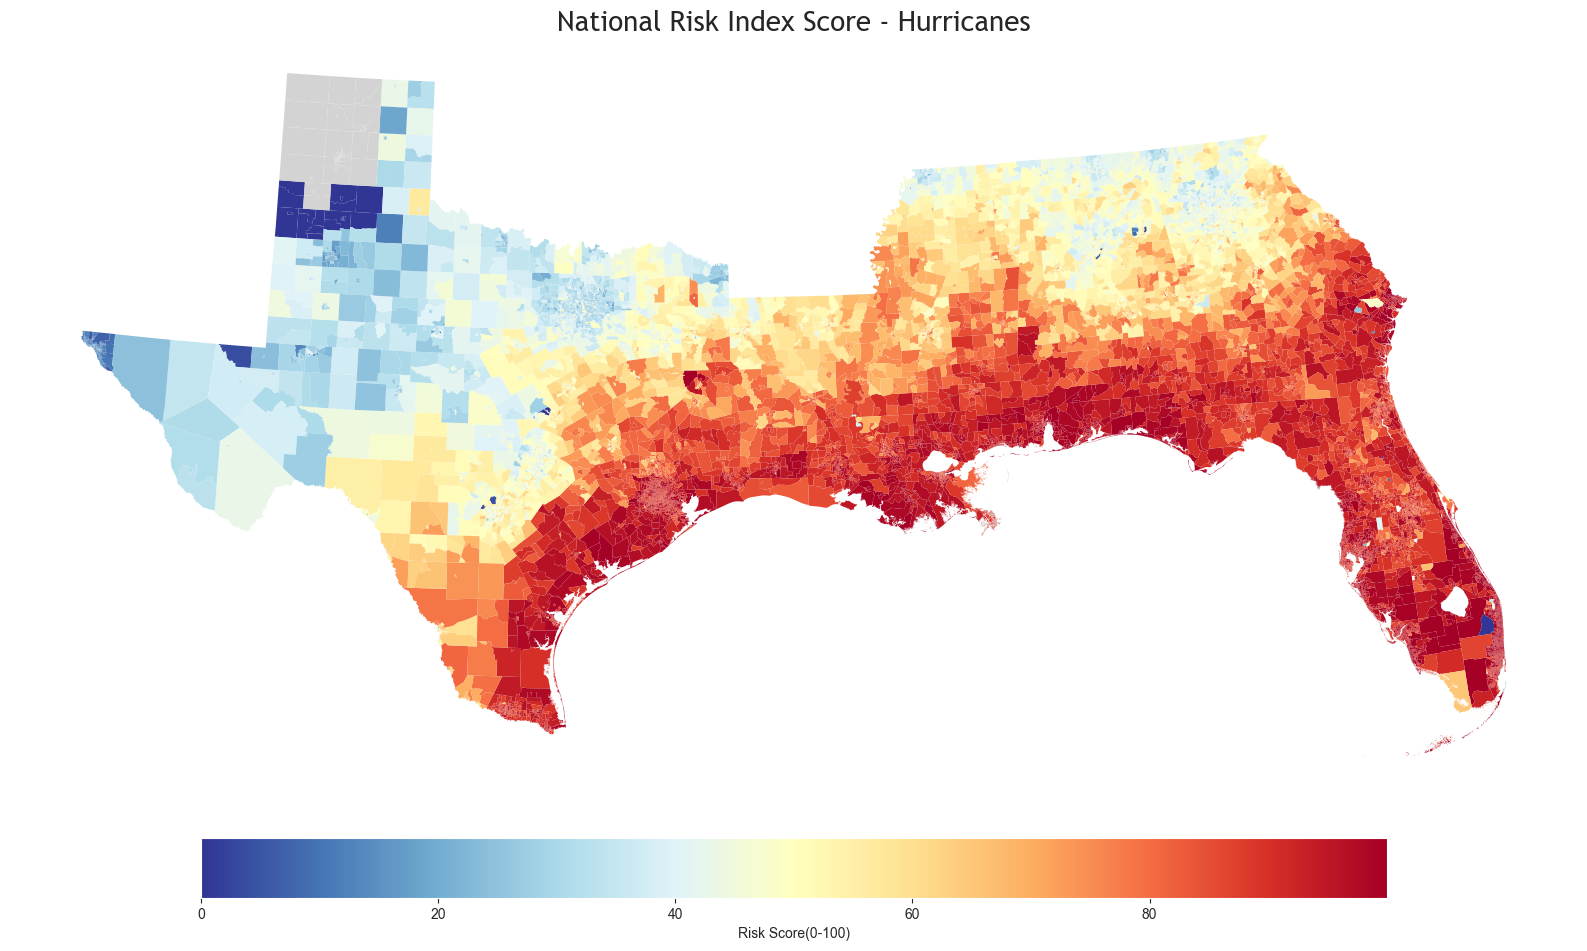 National Risk Index Score - Hurricanes
0 20 40 60 80
Risk Score(0-100)